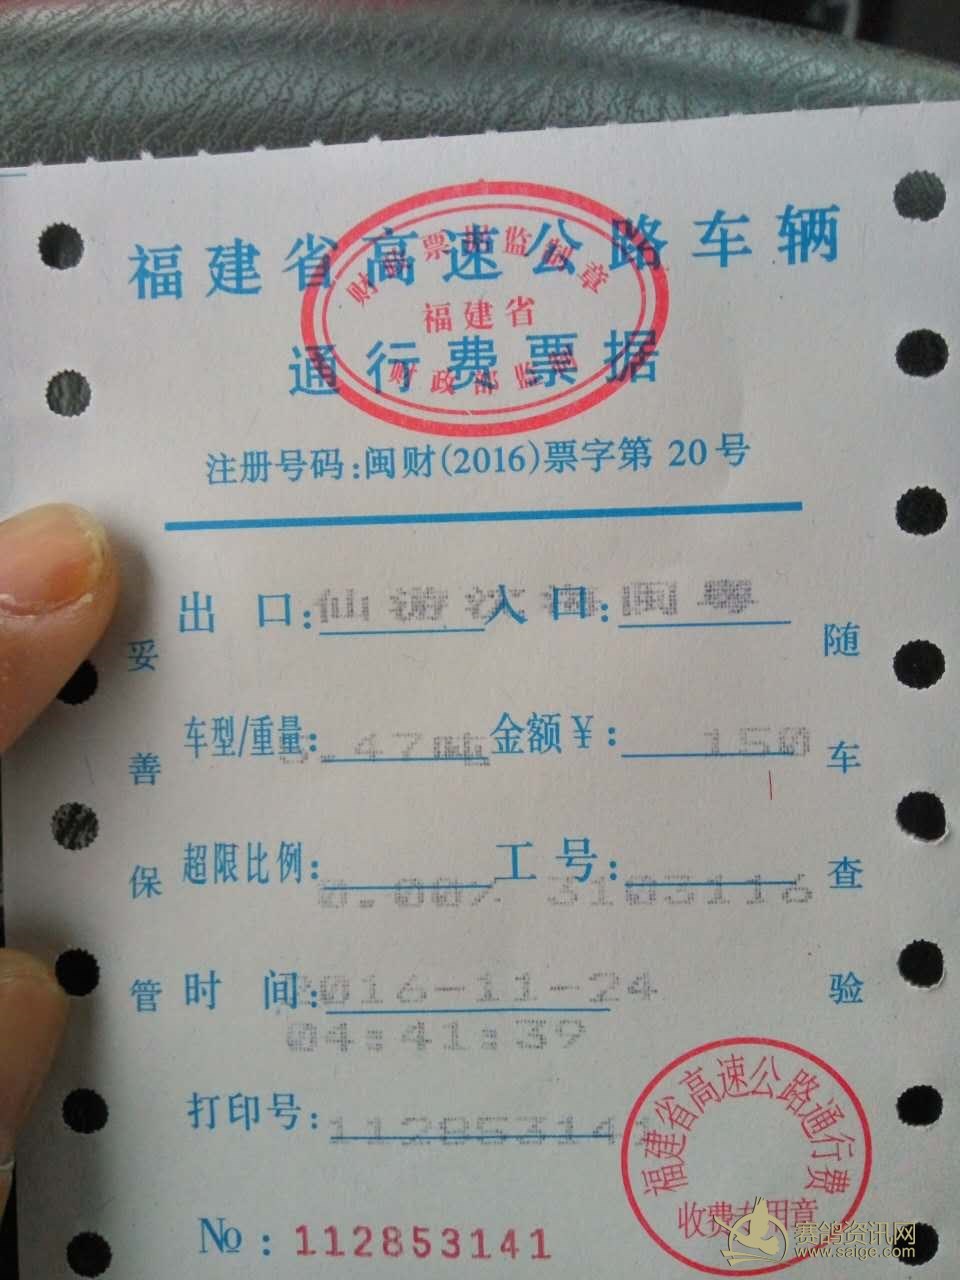 福建省高速公路车辆
通行费票据
财政票据监制章
福建省
财政部监制
注册号码:闽财(2016)票字第 20号
出 口: 仙游 入 口: 闽粤
车型/重量: 5.47吨 金额￥: 150
超限比例: 0.00% 工 号: 3103116
时 间: 2016-11-24
04:41:39
打印号: 112853141
№ : 112853141
妥善保管
随车查验
福建省高速公路通行费
收费专用章
赛鸽资讯网
www.saigc.com